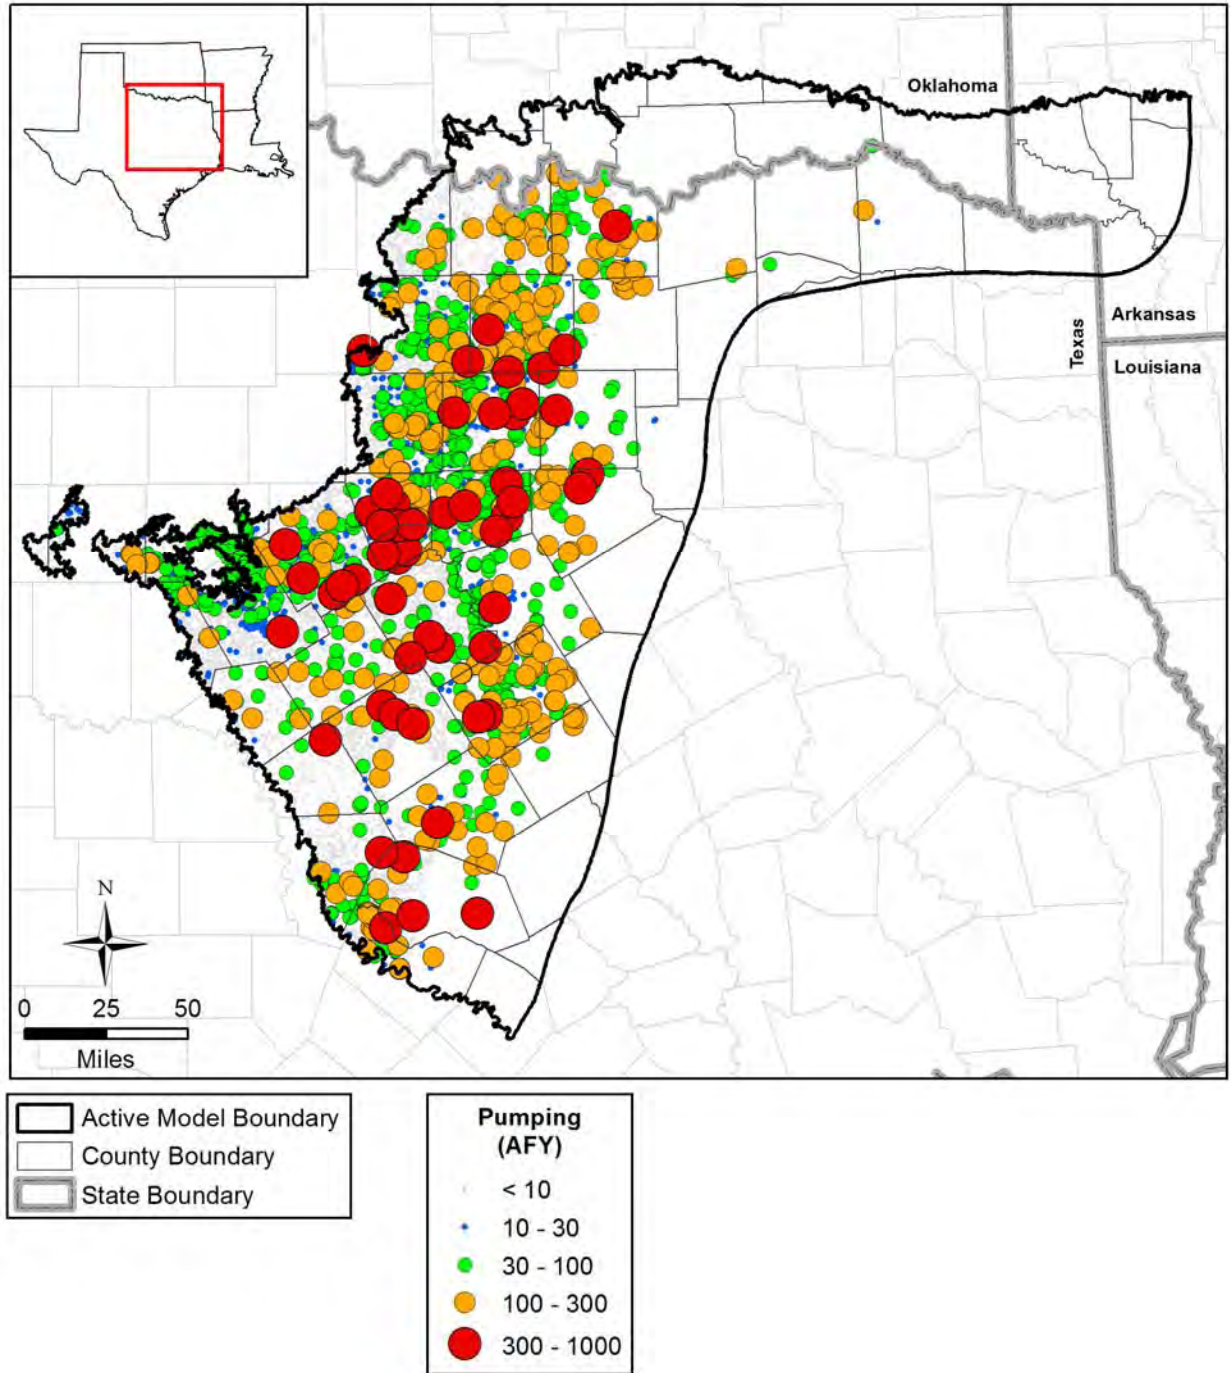 Oklahoma
Texas
Arkansas
Louisiana
N
0 25 50
Miles
Active Model Boundary
County Boundary
State Boundary
Pumping
(AFY)
< 10
10 - 30
30 - 100
100 - 300
300 - 1000